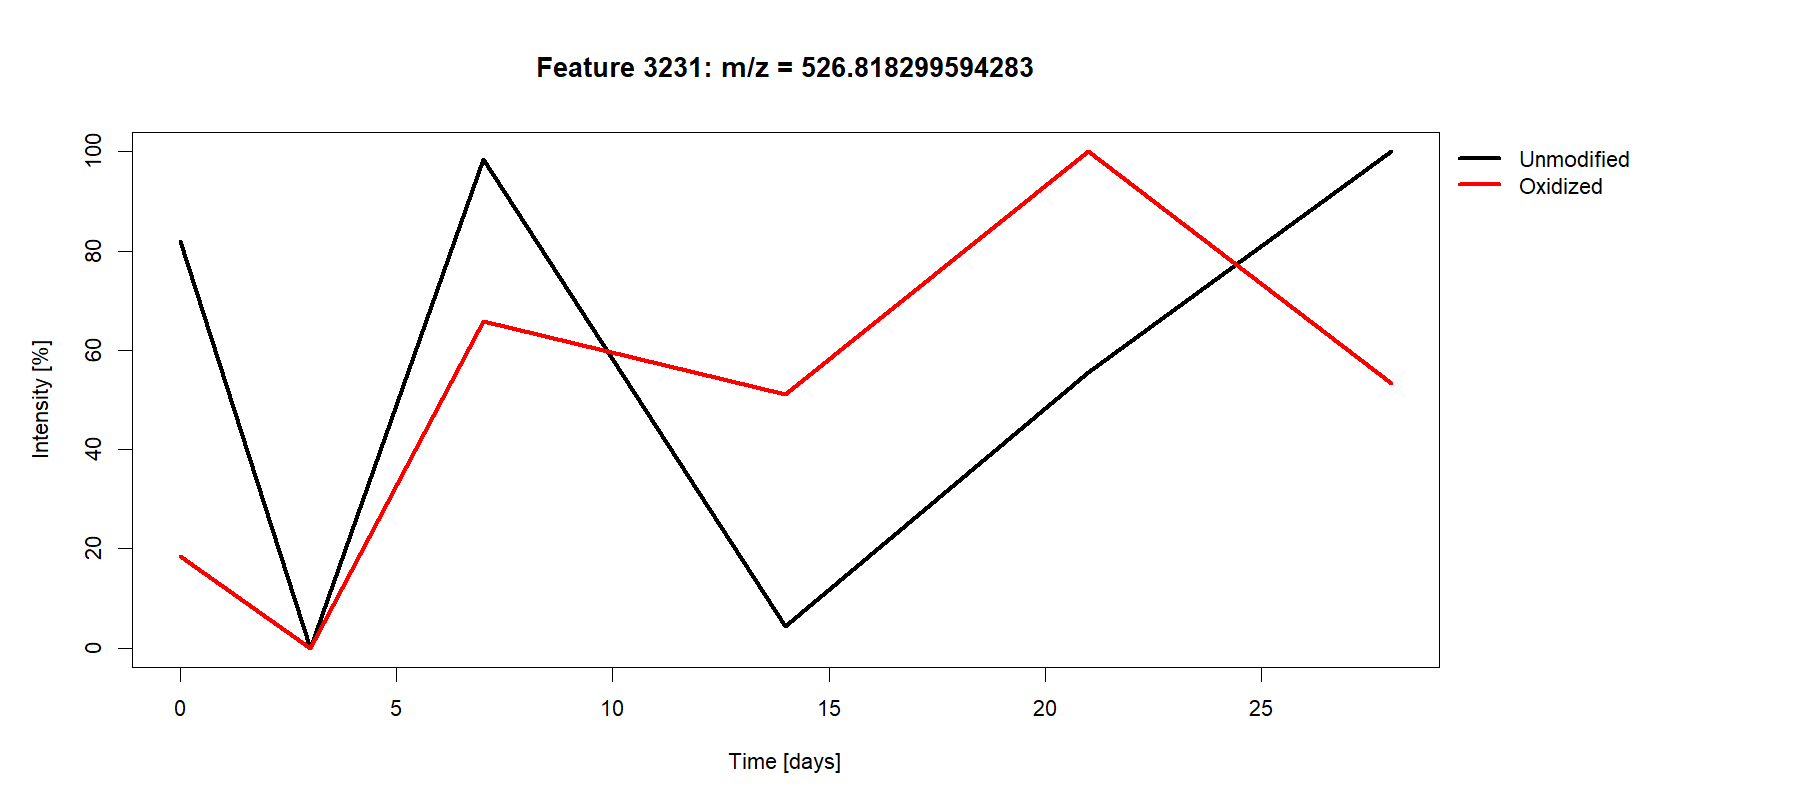 Feature 3231: m/z = 526.818299594283
Unmodified
Oxidized
Intensity [%]
100
80
60
40
20
0
0 5 10 15 20 25
Time [days]